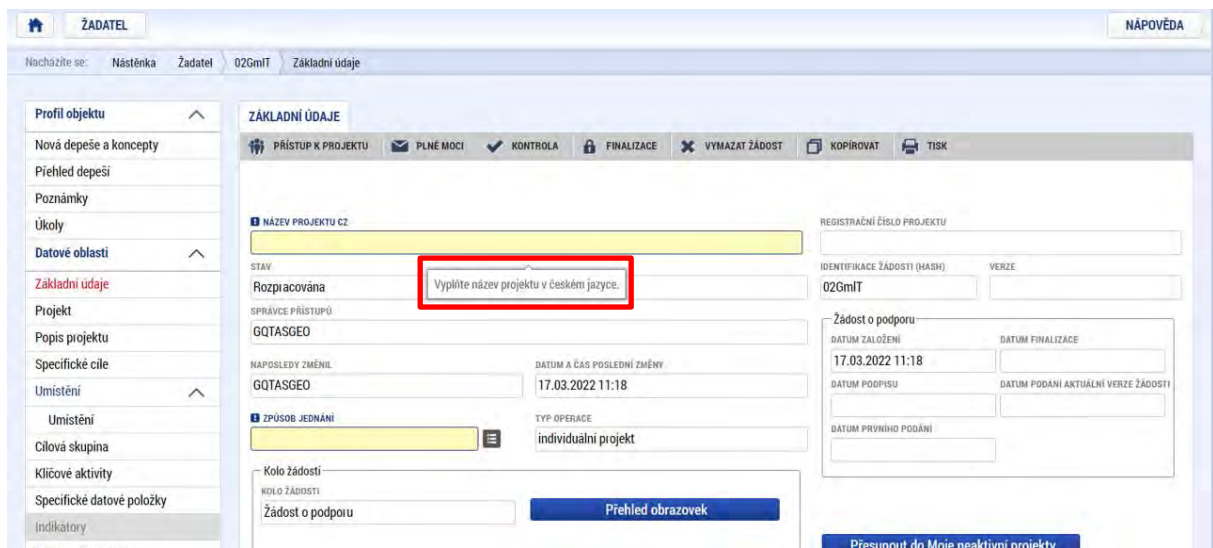 ŽADATEL
NÁPOVĚDA
Nacházíte se: Nástěnka Žadatel 02GmIT Základní údaje
Profil objektu
Nová depeše a koncepty
Přehled depeší
Poznámky
Úkoly
Datové oblasti
Základní údaje
Projekt
Popis projektu
Specifické cíle
Umístění
Umístění
Cílová skupina
Klíčové aktivity
Specifické datové položky
Indikátory
ZÁKLADNÍ ÚDAJE
PŘÍSTUP K PROJEKTU PLNÉ MOCI KONTROLA FINALIZACE VYMAZAT ŽÁDOST KOPÍROVAT TISK
NÁZEV PROJEKTU CZ
STAV
Rozpracována
Vyplňte název projektu v českém jazyce.
SPRÁVCE PŘÍSTUPŮ
GQTASGEO
NAPOSLEDY ZMĚNIL
GQTASGEO
DATUM A ČAS POSLEDNÍ ZMĚNY
17.03.2022 11:18
ZPŮSOB JEDNÁNÍ
TYP OPERACE
individuální projekt
Kolo žádosti
KOLO ŽÁDOSTI
Žádost o podporu
Přehled obrazovek
REGISTRAČNÍ ČÍSLO PROJEKTU
IDENTIFIKACE ŽÁDOSTI (HASH)
02GmIT
VERZE
Žádost o podporu
DATUM ZALOŽENÍ
17.03.2022 11:18
DATUM FINALIZACE
DATUM PODPISU
DATUM PODÁNÍ AKTUÁLNÍ VERZE ŽÁDOSTI
DATUM PRVNÍHO PODÁNÍ
Přesunout do Moje neaktivní projekty